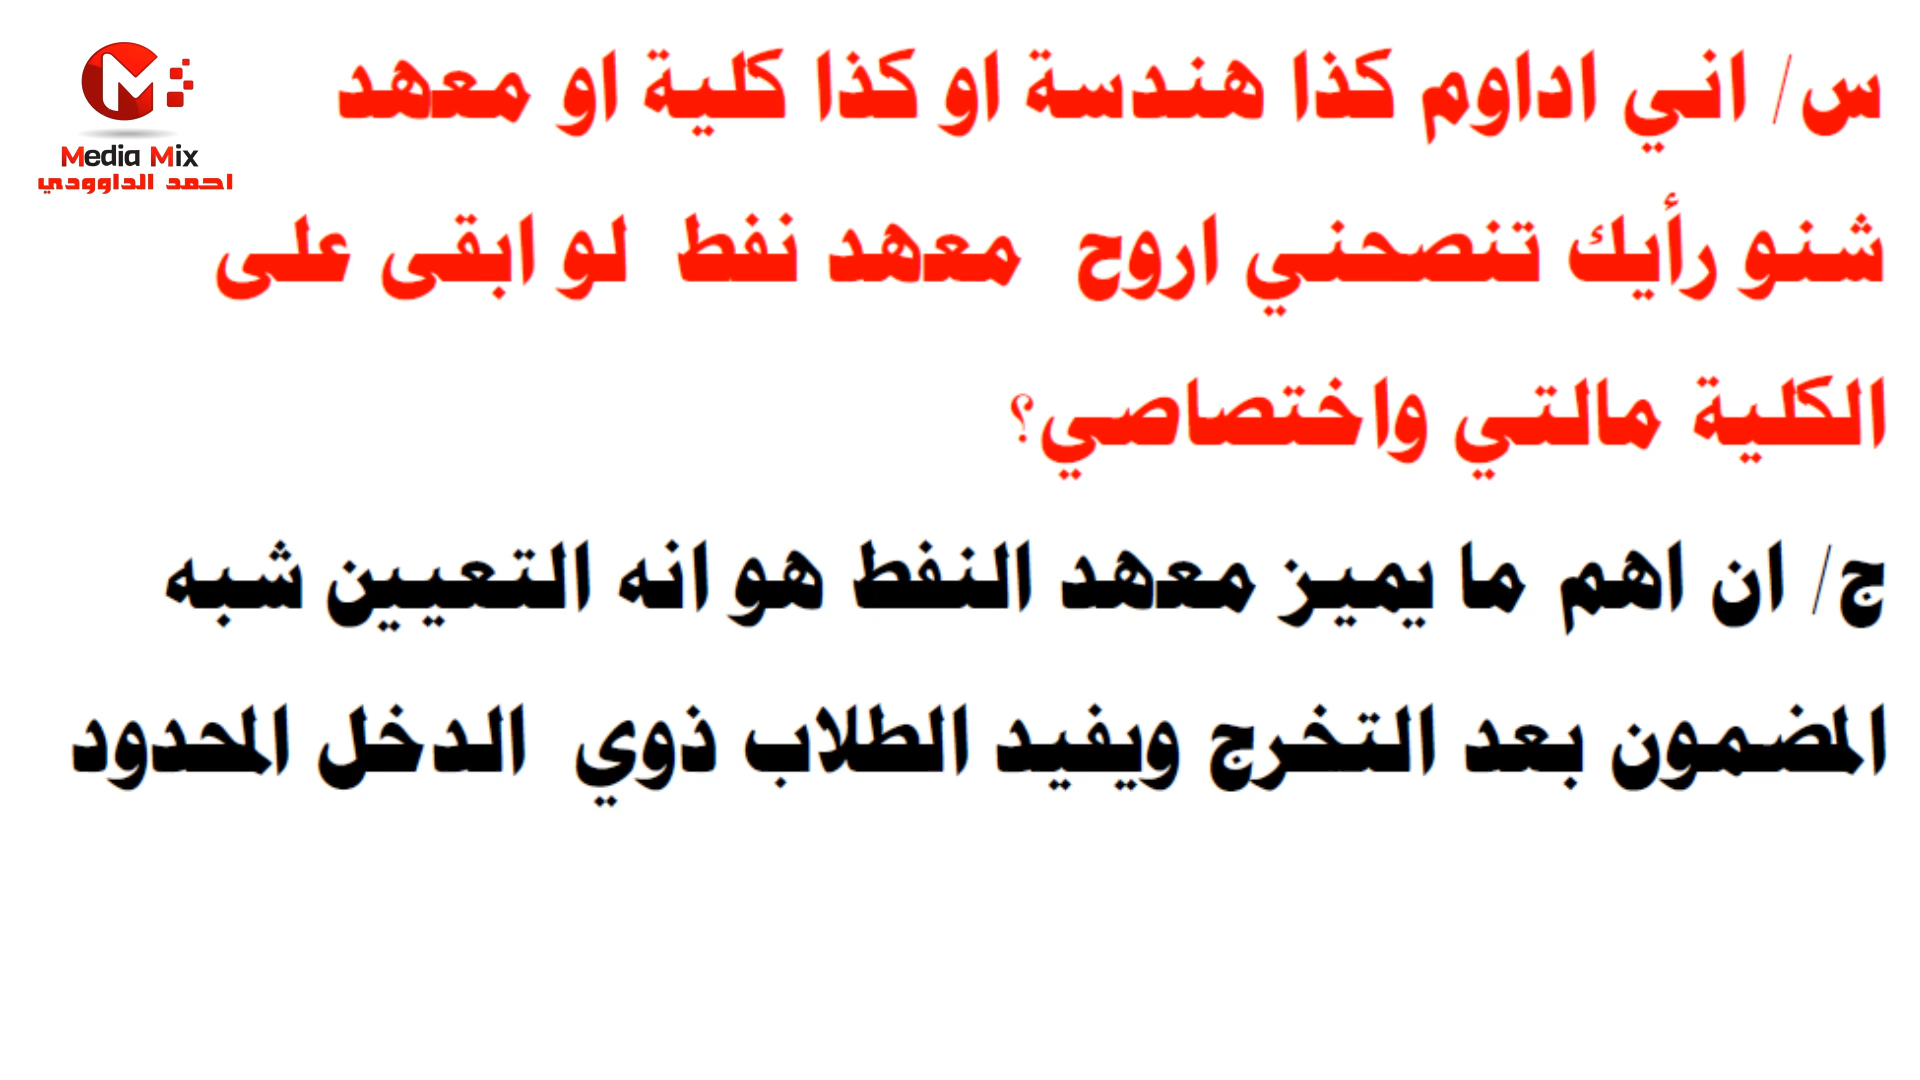 Media Mix
احمد الداوودي
س/ اني اداوم كذا هندسة او كذا كلية او معهد
شنو رأيك تنصحني اروح معهد نفط لو ابقى على
الكلية مالتي واختصاصي؟
ج/ ان اهم ما يميز معهد النفط هو انه التعيين شبه
المضمون بعد التخرج ويفيد الطلاب ذوي الدخل المحدود